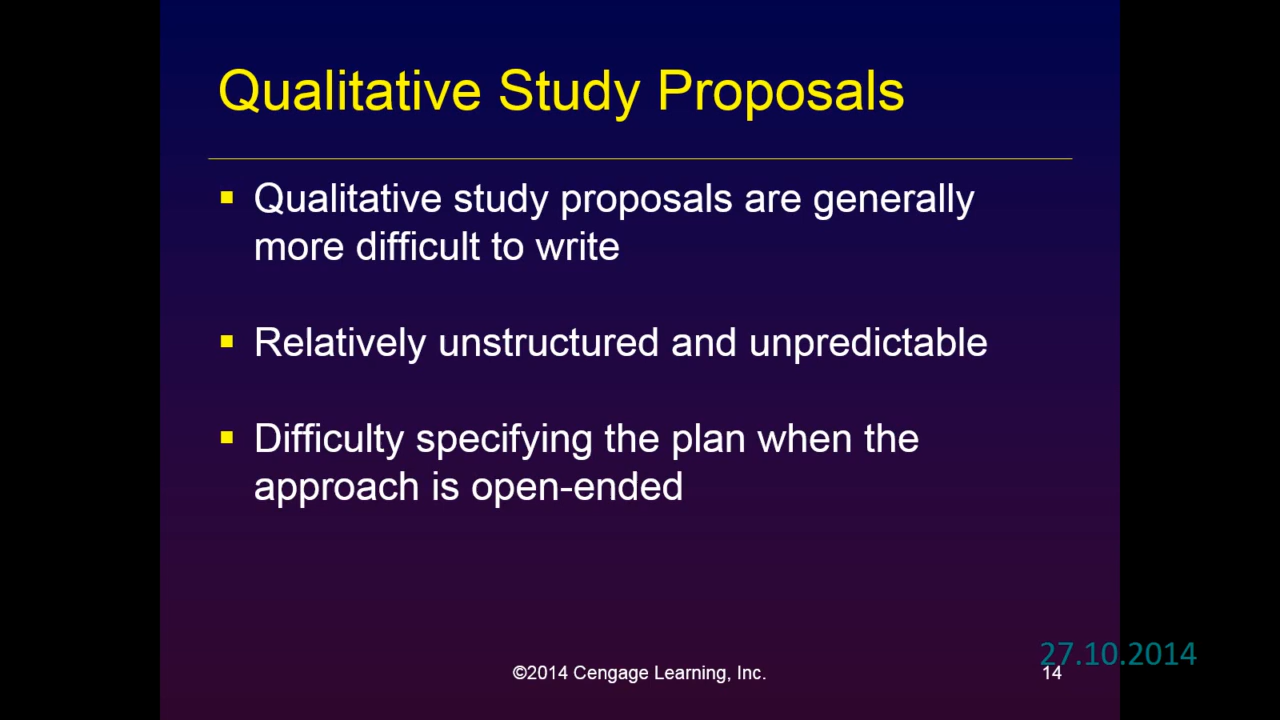 Qualitative Study Proposals
▪ Qualitative study proposals are generally
more difficult to write
▪ Relatively unstructured and unpredictable
▪ Difficulty specifying the plan when the
approach is open-ended
27.10.2014
©2014 Cengage Learning, Inc.
14